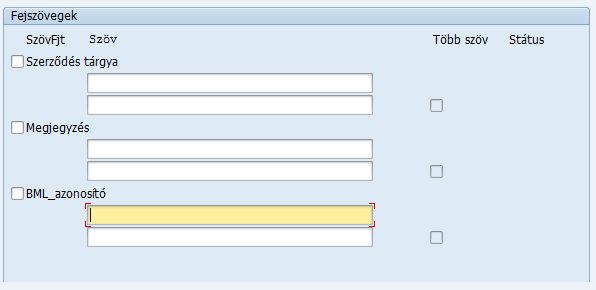 Fejszövegek
SzövFjt Szöv Több szöv Státus
Szerződés tárgya
Megjegyzés
BML_azonosító